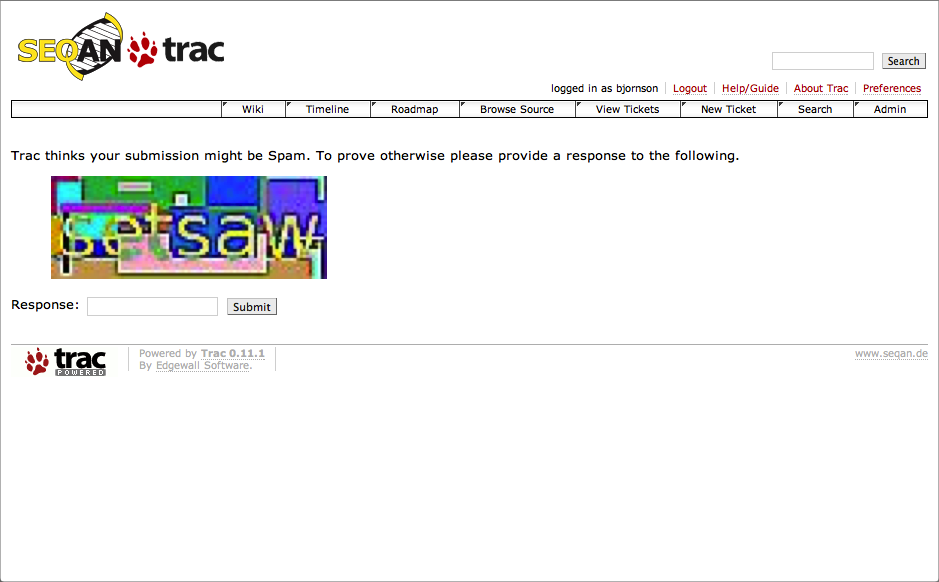 SEQAN trac
Search
logged in as bjornson Logout Help/Guide About Trac Preferences
Wiki Timeline Roadmap Browse Source View Tickets New Ticket Search Admin
Trac thinks your submission might be Spam. To prove otherwise please provide a response to the following.
setsaw
Response: Submit
trac POWERED
Powered by Trac 0.11.1
By Edgewall Software.
www.seqan.de